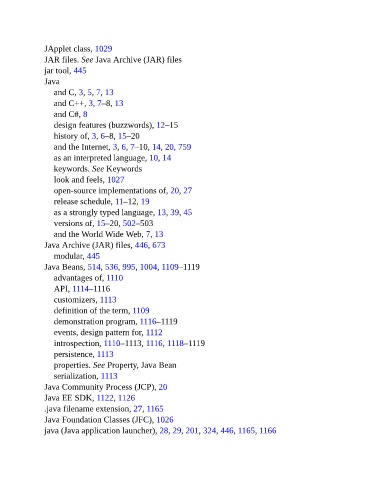 JApplet class, 1029
JAR files. See Java Archive (JAR) files
jar tool, 445
Java
and C, 3, 5, 7, 13
and C++, 3, 7–8, 13
and C#, 8
design features (buzzwords), 12–15
history of, 3, 6–8, 15–20
and the Internet, 3, 6, 7–10, 14, 20, 759
as an interpreted language, 10, 14
keywords. See Keywords
look and feels, 1027
open-source implementations of, 20, 27
release schedule, 11–12, 19
as a strongly typed language, 13, 39, 45
versions of, 15–20, 502–503
and the World Wide Web, 7, 13
Java Archive (JAR) files, 446, 673
modular, 445
Java Beans, 514, 536, 995, 1004, 1109–1119
advantages of, 1110
API, 1114–1116
customizers, 1113
definition of the term, 1109
demonstration program, 1116–1119
events, design pattern for, 1112
introspection, 1110–1113, 1116, 1118–1119
persistence, 1113
properties. See Property, Java Bean
serialization, 1113
Java Community Process (JCP), 20
Java EE SDK, 1122, 1126
.java filename extension, 27, 1165
Java Foundation Classes (JFC), 1026
java (Java application launcher), 28, 29, 201, 324, 446, 1165, 1166